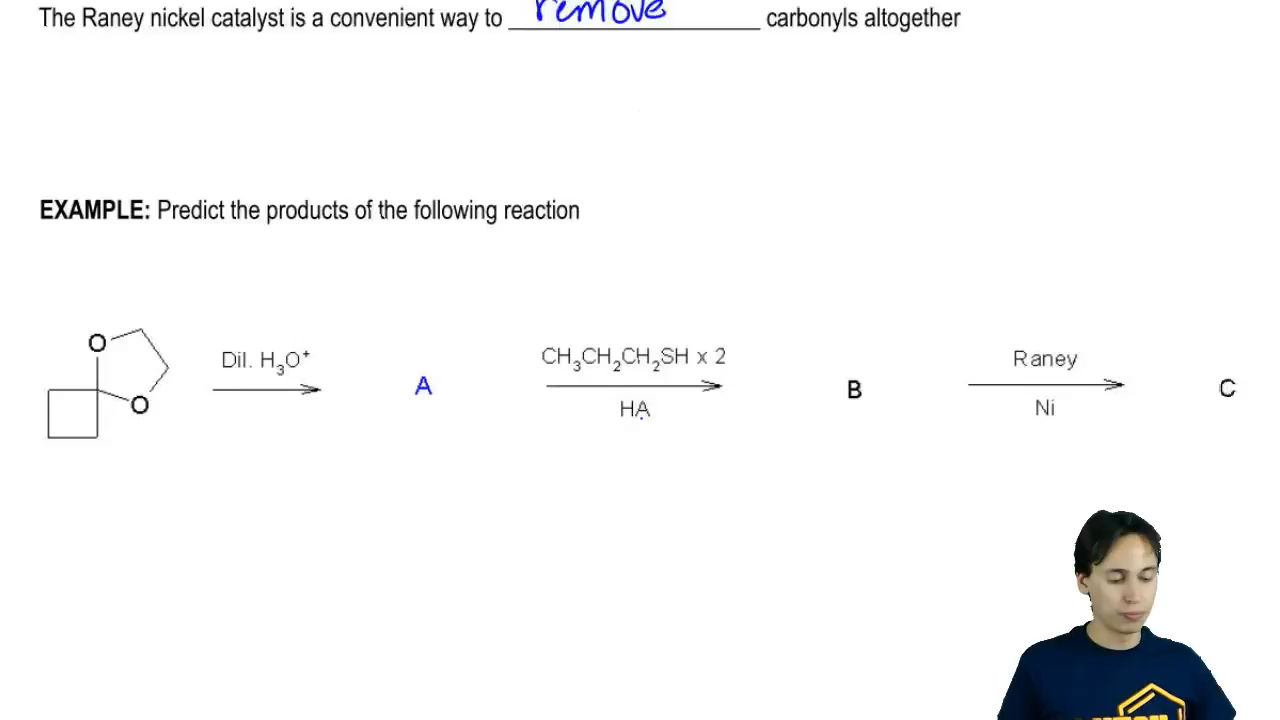 The Raney nickel catalyst is a convenient way to remove carbonyls altogether
EXAMPLE: Predict the products of the following reaction
O
O
Dil. H₃O⁺
A
CH₃CH₂CH₂SH x 2
HA
B
Raney
Ni
C